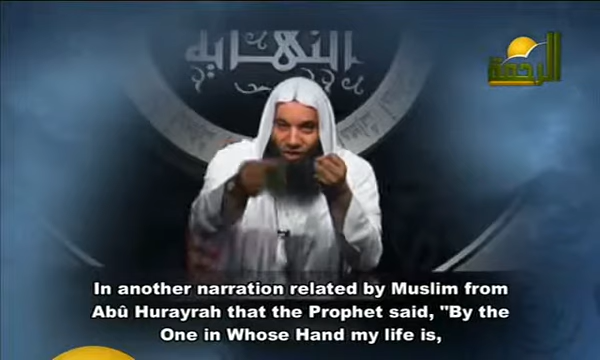 النهاية
الرحمة
In another narration related by Muslim from
Abû Hurayrah that the Prophet said, "By the
One in Whose Hand my life is,